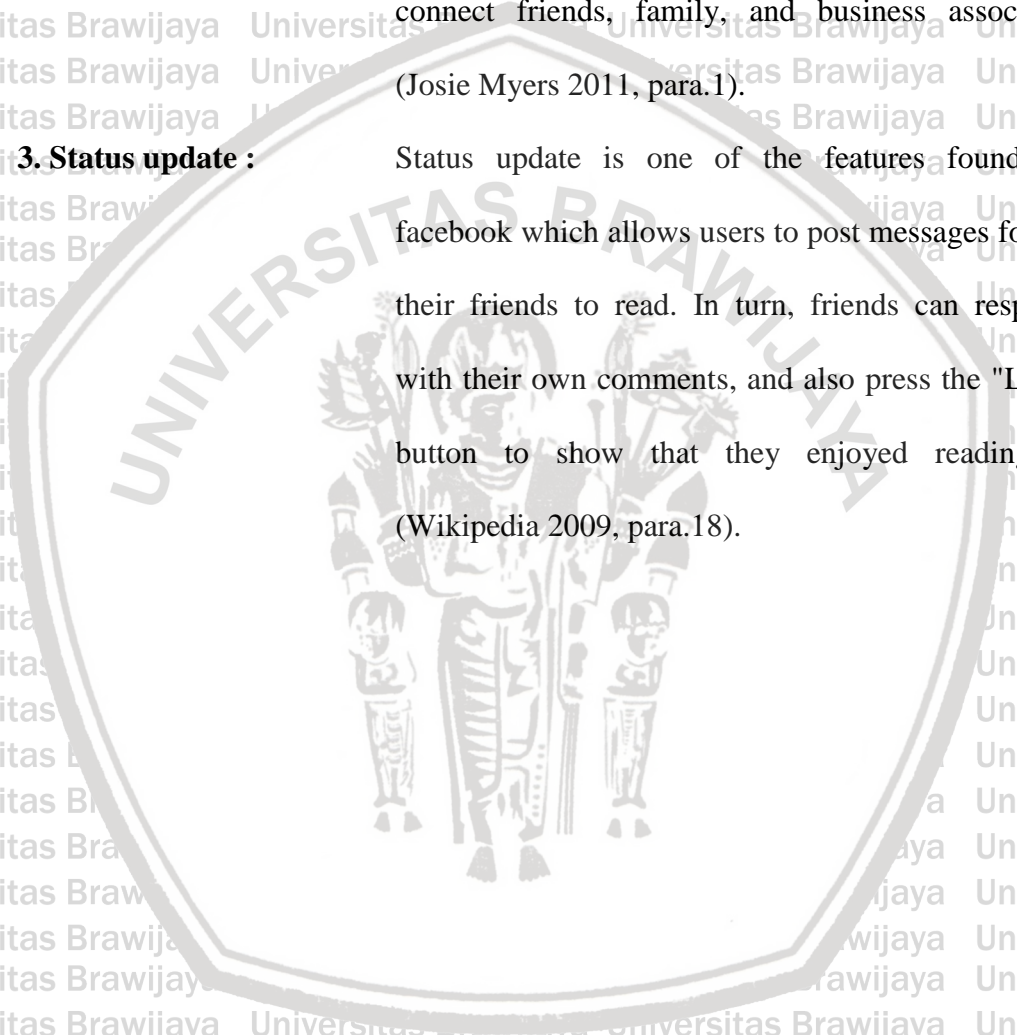 connect friends, family, and business assoc
(Josie Myers 2011, para.1).
3. Status update :
Status update is one of the features found
facebook which allows users to post messages fo
their friends to read. In turn, friends can resp
with their own comments, and also press the "L
button to show that they enjoyed reading
(Wikipedia 2009, para.18).
UNIVERSITAS BRAWIJAYA